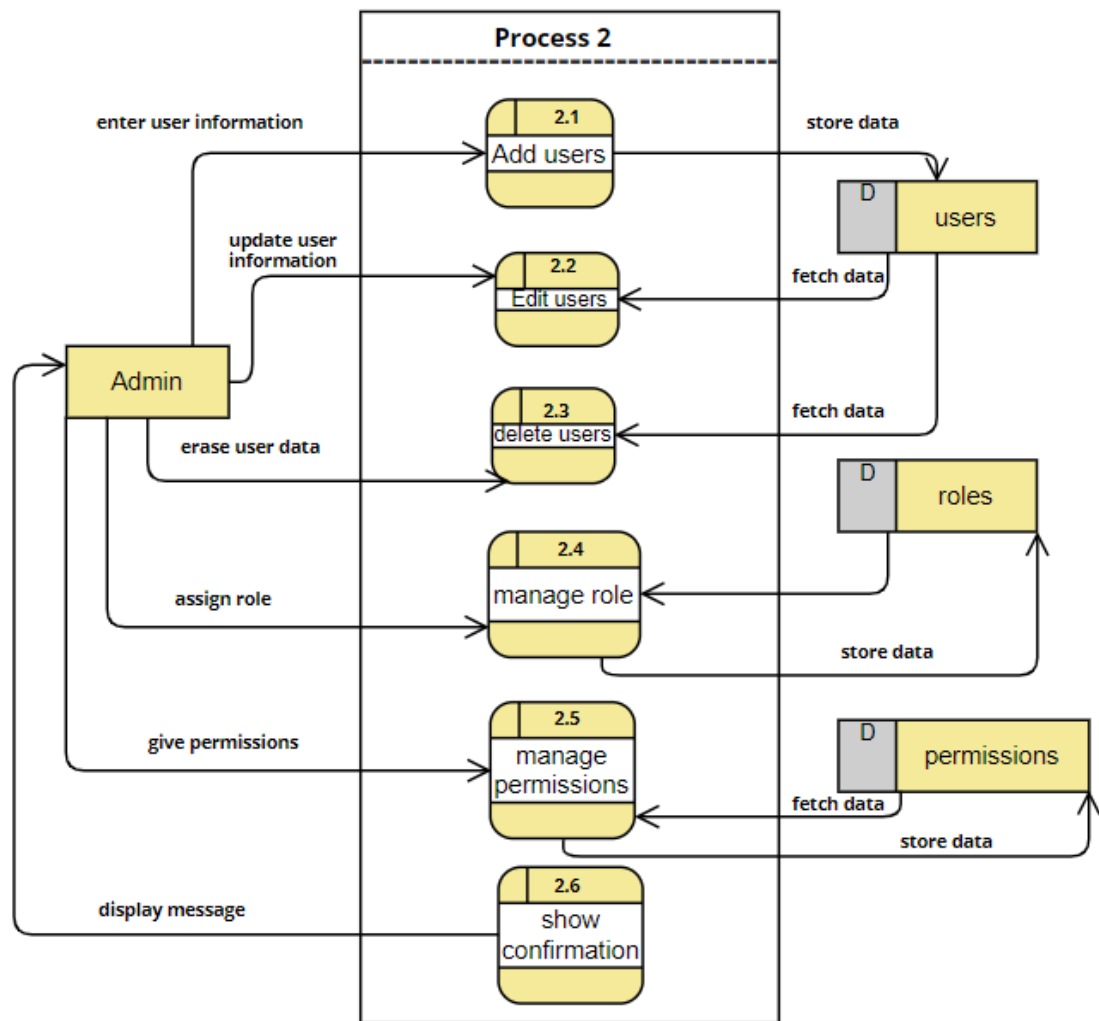 Process 2
enter user information
2.1
Add users
store data
D
users
update user
information
2.2
Edit users
fetch data
Admin
2.3
delete users
fetch data
erase user data
D
roles
2.4
manage role
assign role
store data
2.5
manage
permissions
give permissions
D
permissions
fetch data
store data
2.6
show
confirmation
display message